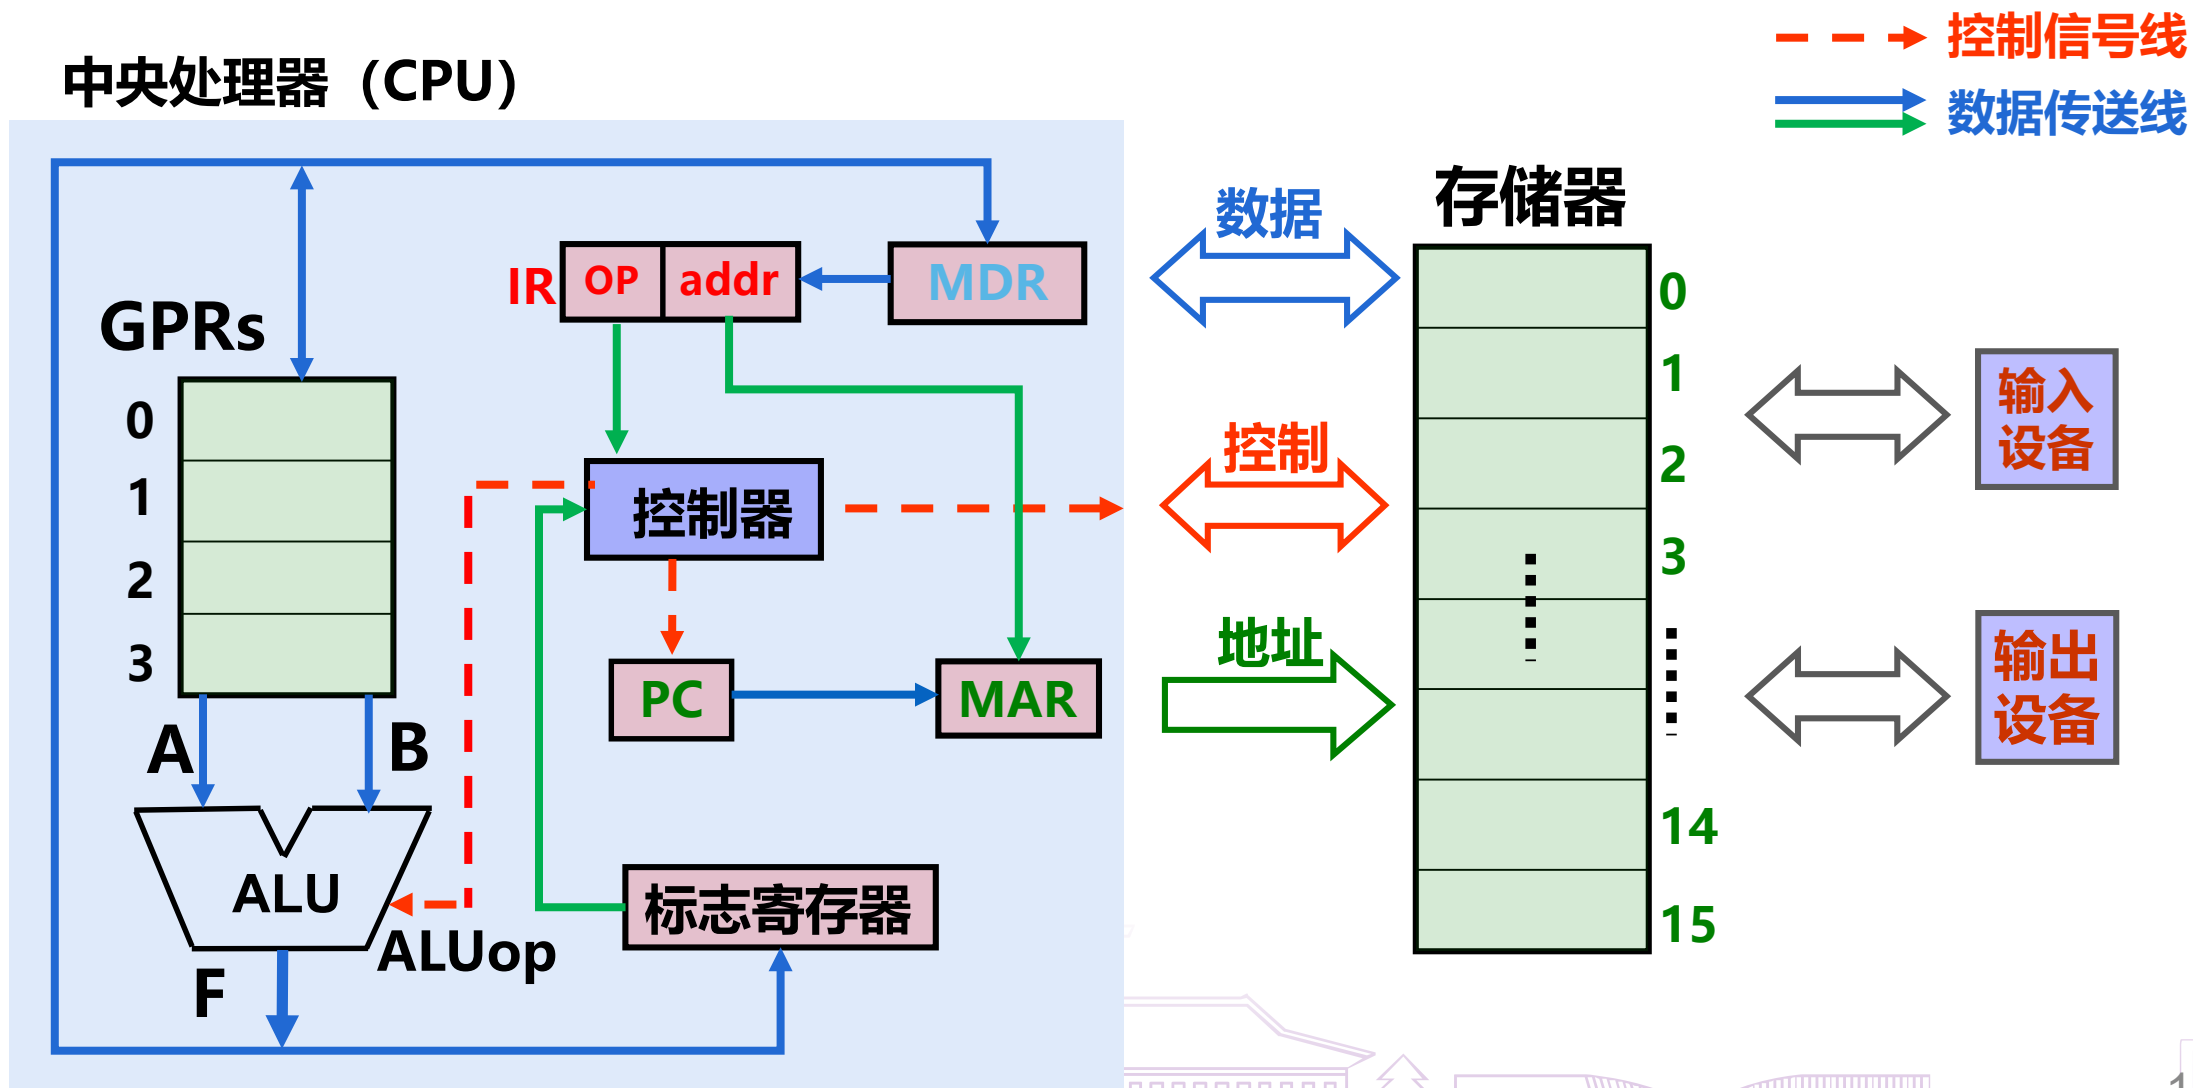 控制信号线
数据传送线
中央处理器（CPU）
存储器
数据
IR
OP
addr
MDR
GPRs
0
1
2
3
控制器
控制
PC
MAR
地址
A
B
ALU
ALUop
F
标志寄存器
0
1
2
3
14
15
输入
设备
输出
设备